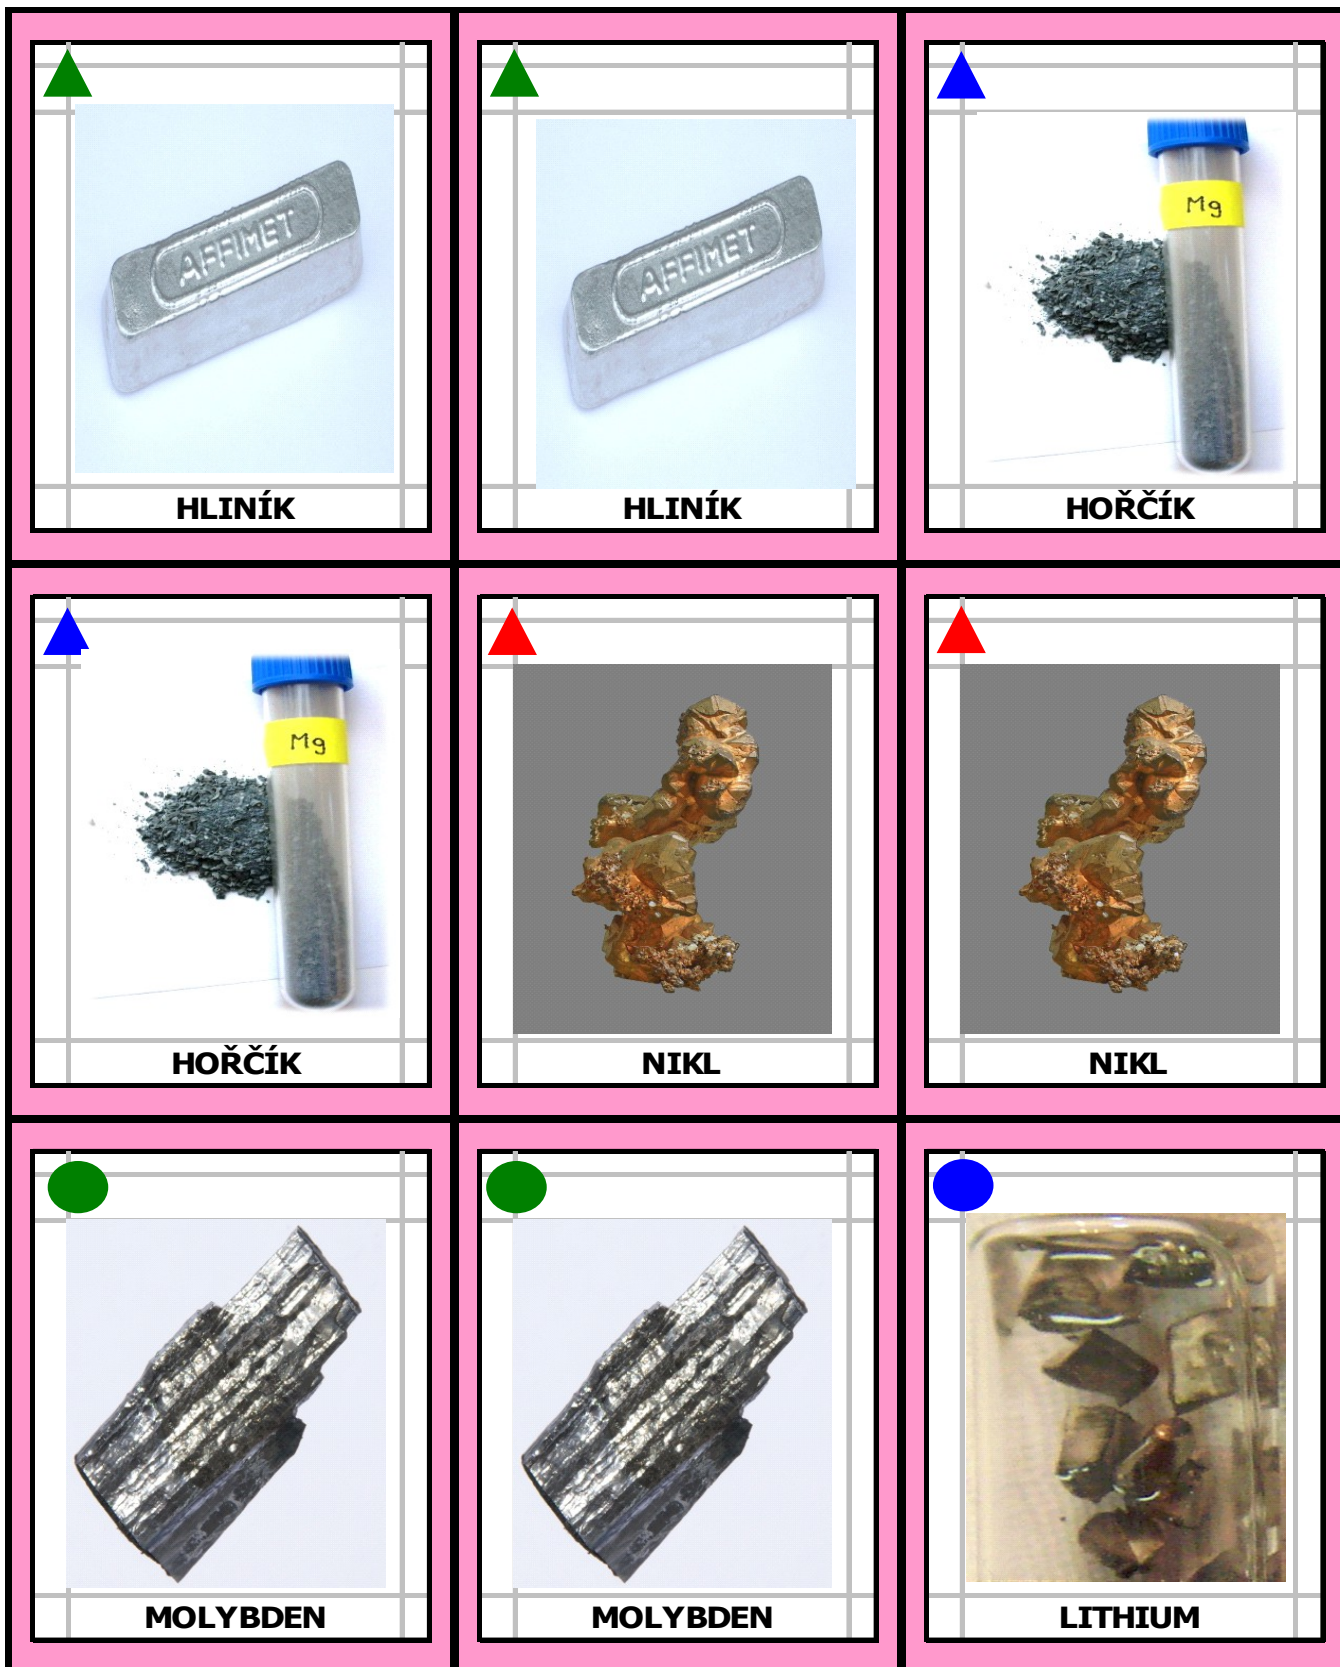 AFFIMET
HLINÍK
AFFIMET
HLINÍK
Mg
HOŘČÍK
Mg
HOŘČÍK
NIKL
NIKL
MOLYBDEN
MOLYBDEN
LITHIUM